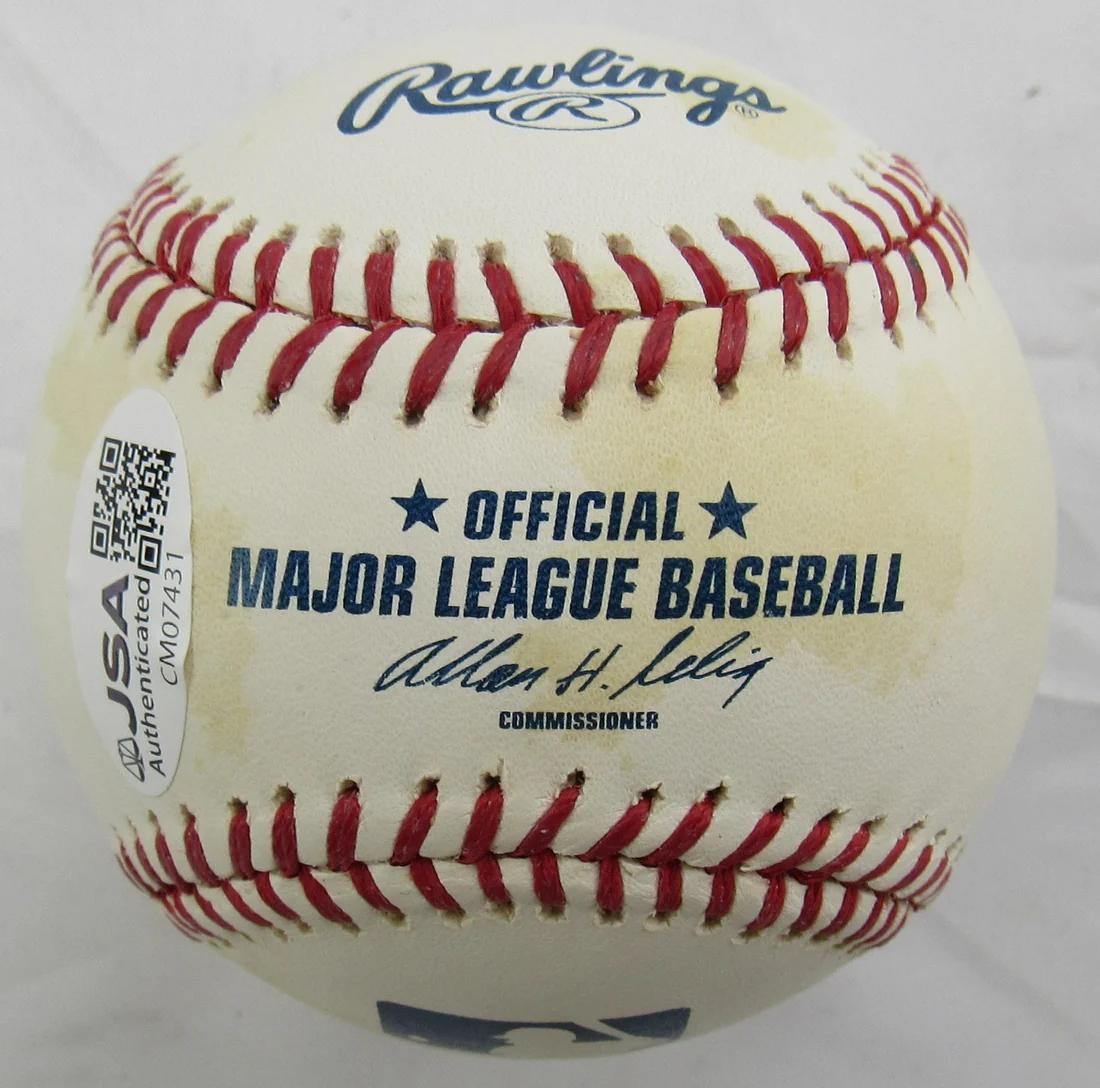 Rawlings®
R
★ OFFICIAL ★
MAJOR LEAGUE BASEBALL
Allan H. Selig
COMMISSIONER
JSA
Authenticated
CM07431